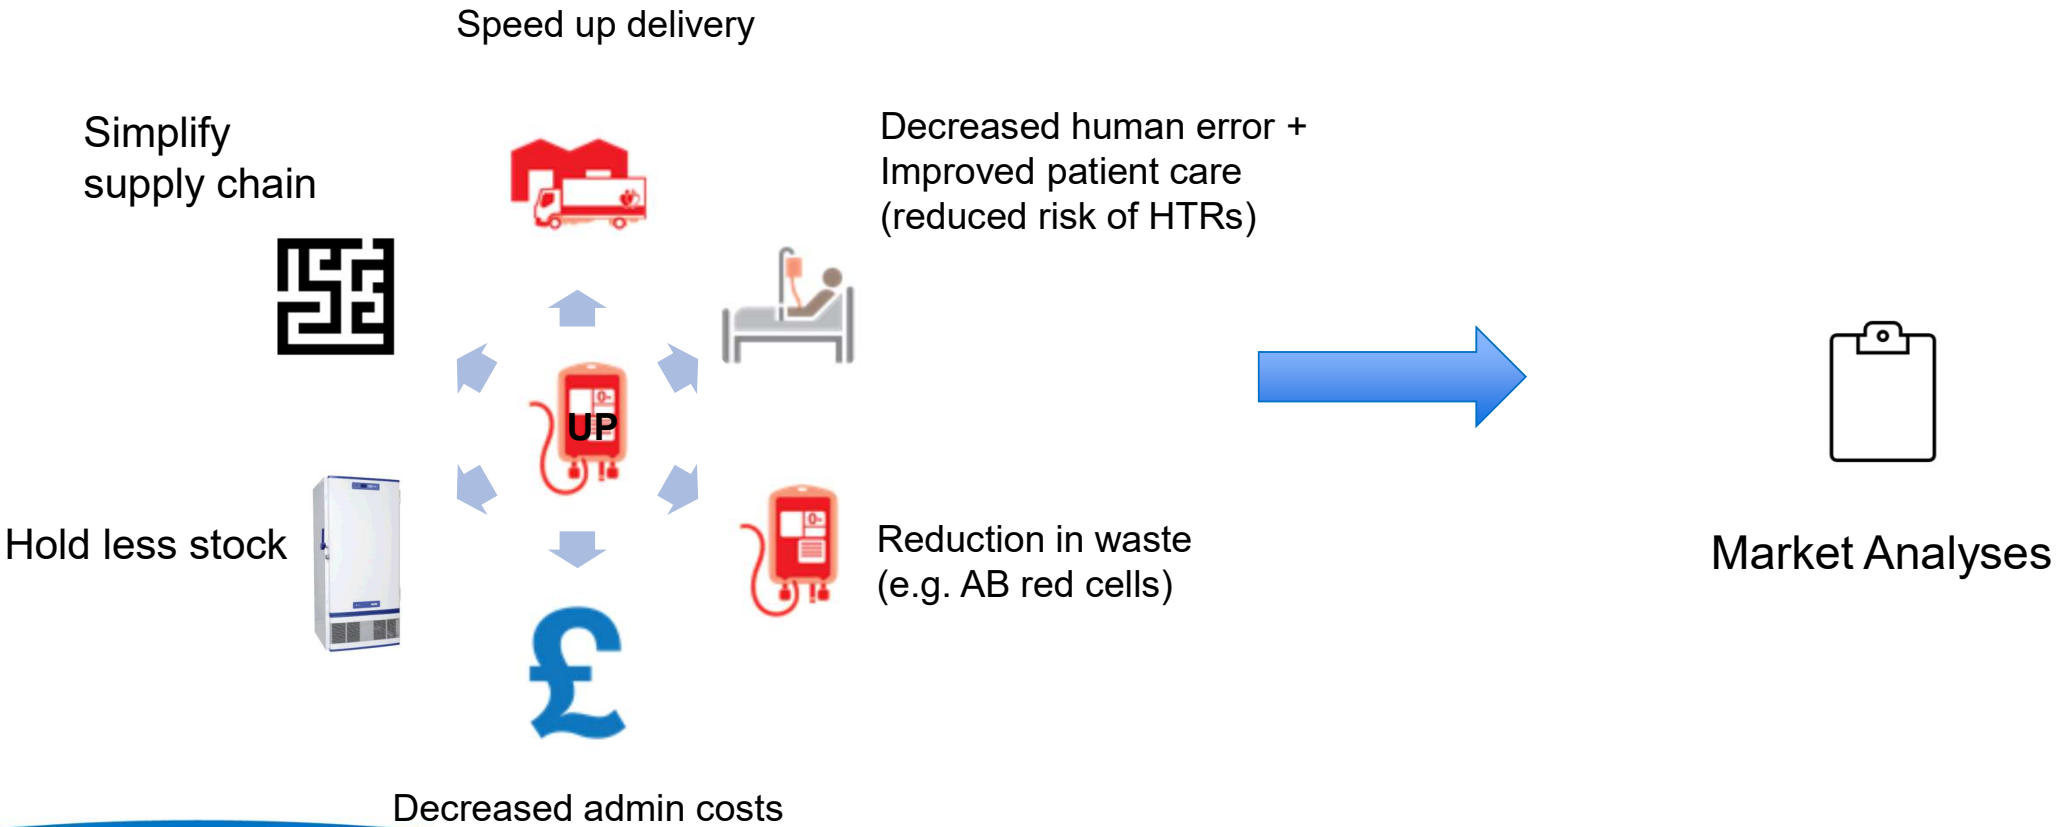 Speed up delivery
Simplify
supply chain
Decreased human error +
Improved patient care
(reduced risk of HTRs)
UP
Hold less stock
Reduction in waste
(e.g. AB red cells)
Market Analyses
Decreased admin costs